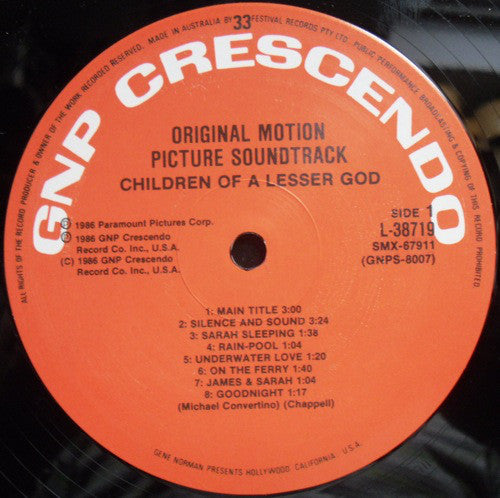 ALL RIGHTS OF THE RECORD PRODUCER & OWNER OF THE WORK RECORDED RESERVED. MADE IN AUSTRALIA BY FESTIVAL RECORDS PTY. LTD. PUBLIC PERFORMANCE BROADCASTING & COPYING OF THIS RECORD PROHIBITED
33
GNP CRESCENDO
ORIGINAL MOTION
PICTURE SOUNDTRACK
CHILDREN OF A LESSER GOD
℗ 1986 Paramount Pictures Corp.
℗ 1986 GNP Crescendo
Record Co. Inc., U.S.A.
(C) 1986 GNP Crescendo
Record Co. Inc., U.S.A.
SIDE 1
L-38719
SMX-67911
(GNPS-8007)
1: MAIN TITLE 3:00
2: SILENCE AND SOUND 3:24
3: SARAH SLEEPING 1:38
4: RAIN-POOL 1:04
5: UNDERWATER LOVE 1:20
6: ON THE FERRY 1:40
7: JAMES & SARAH 1:04
8: GOODNIGHT 1:17
(Michael Convertino) (Chappell)
GENE NORMAN PRESENTS HOLLYWOOD CALIFORNIA, U.S.A.